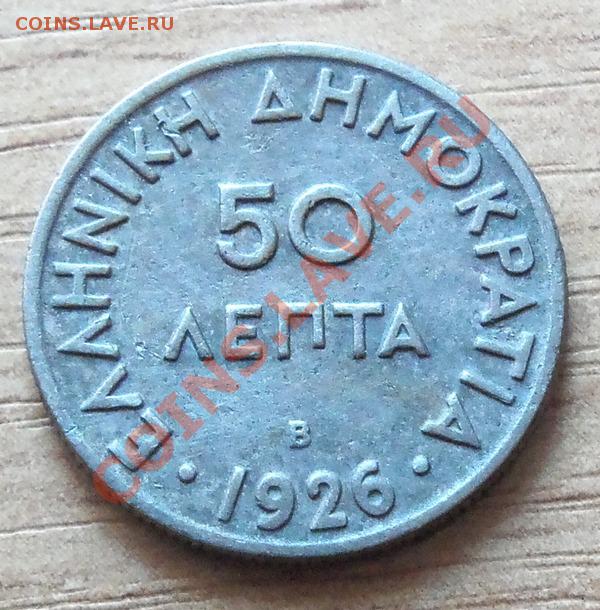 COINS.LAVE.RU
ΕΛΛΗΝΙΚΗ ΔΗΜΟΚΡΑΤΙΑ
50
ΛΕΠΤΑ
B
· 1926 ·
COINS.LAVE.RU